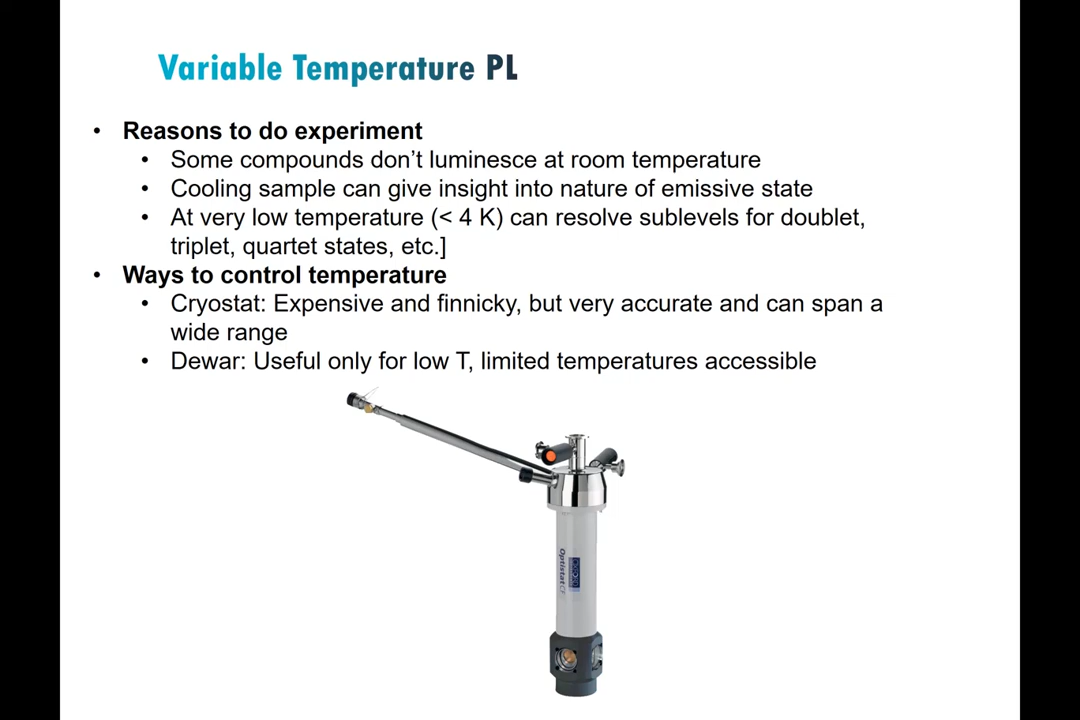 Variable Temperature PL
• Reasons to do experiment
• Some compounds don’t luminesce at room temperature
• Cooling sample can give insight into nature of emissive state
• At very low temperature (< 4 K) can resolve sublevels for doublet,
triplet, quartet states, etc.]
• Ways to control temperature
• Cryostat: Expensive and finnicky, but very accurate and can span a
wide range
• Dewar: Useful only for low T, limited temperatures accessible
OptistatCF